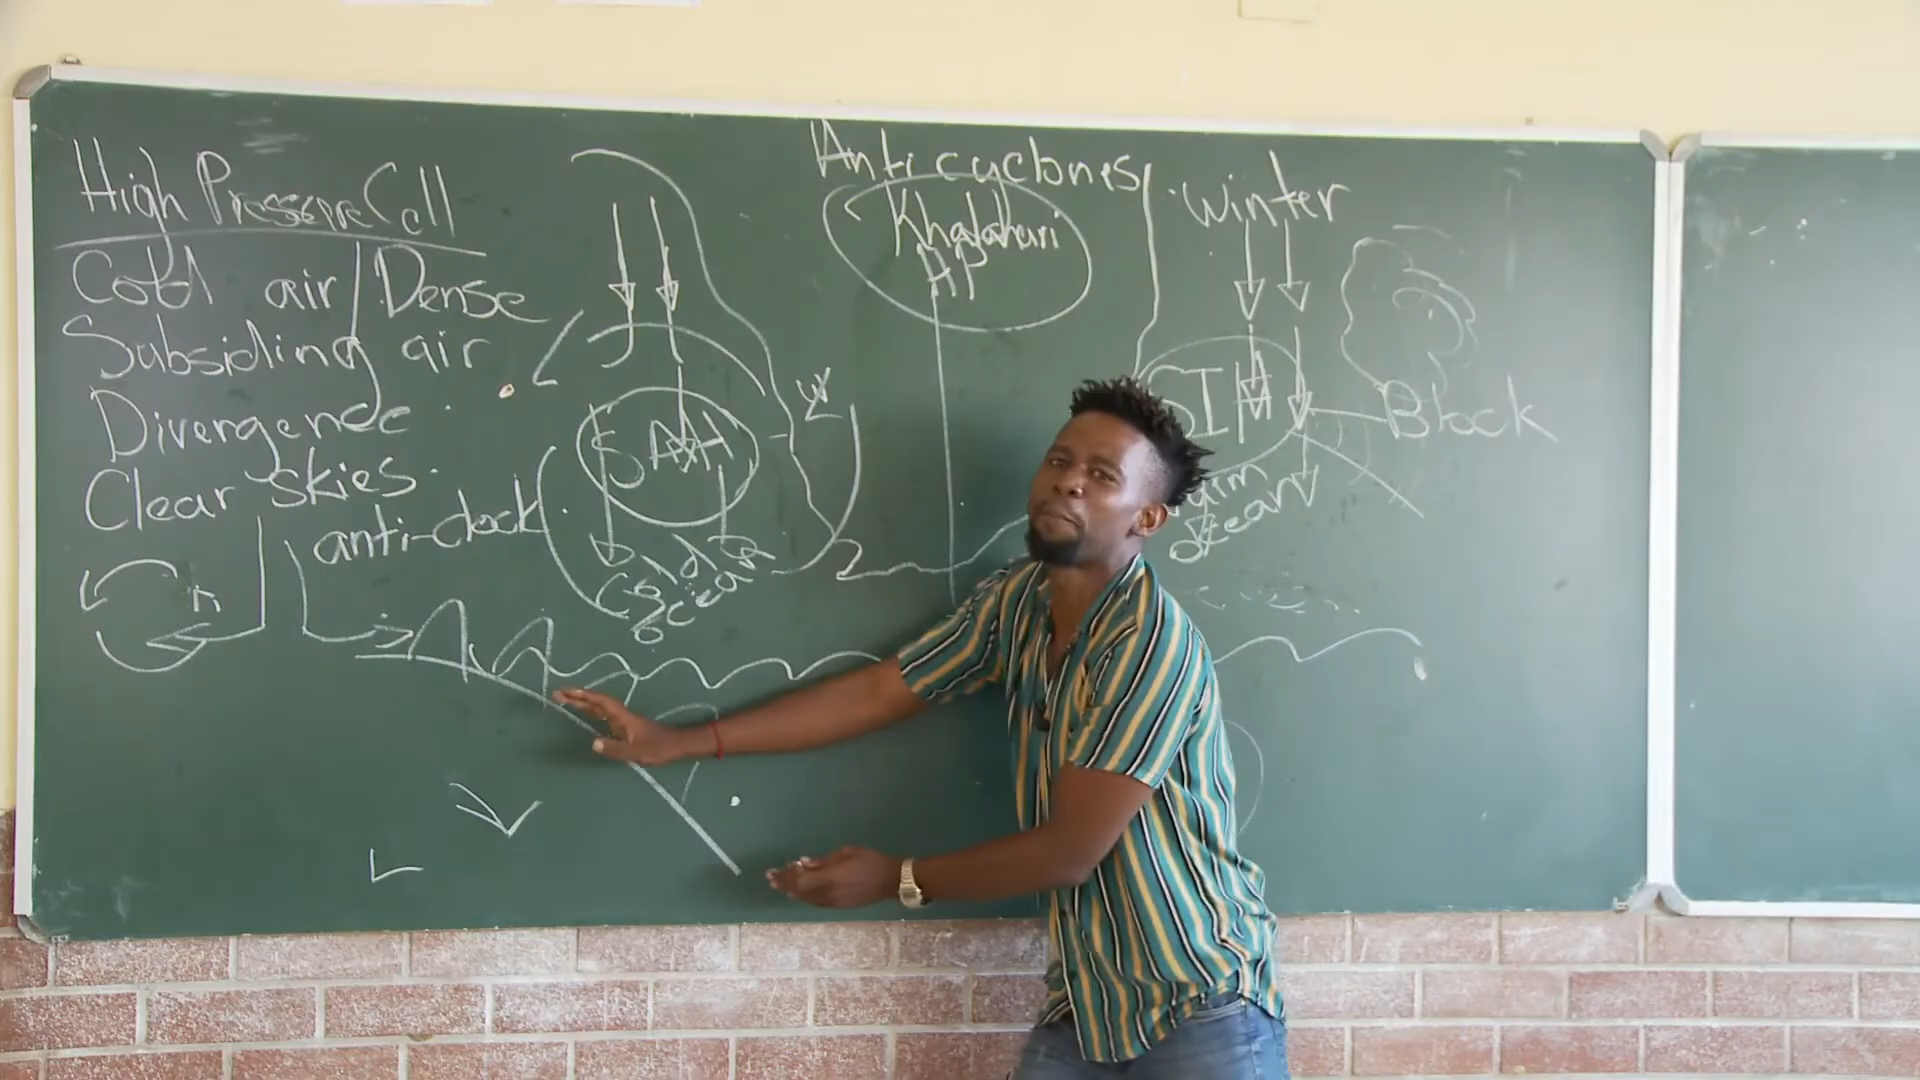 High Pressure Cell
Cold air/Dense
Subsiding air
Divergence
Clear skies
anti-clock
SAH
Cold
ocean
Anticyclones
Khalahari
AP
Winter
SIH
Block
ocean